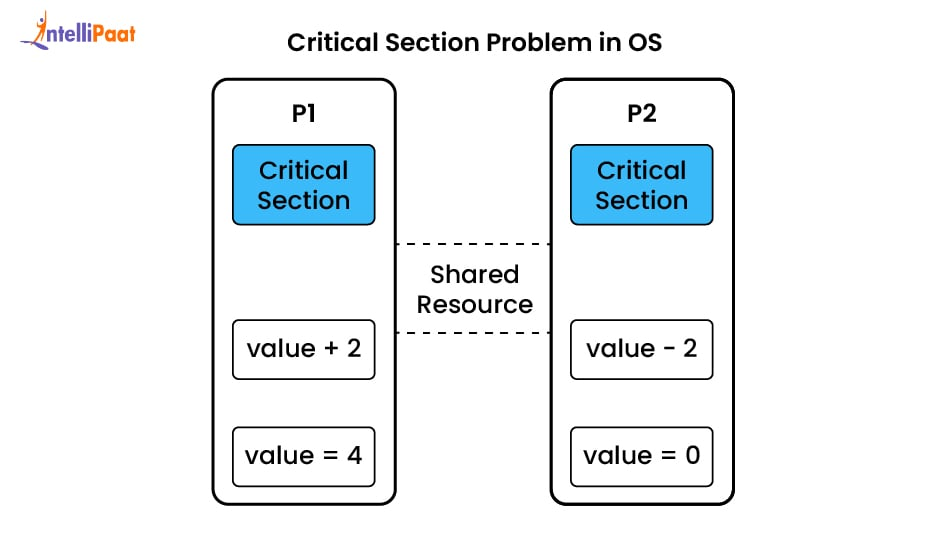 intelliPaat
Critical Section Problem in OS
P1
Critical
Section
value + 2
value = 4
Shared
Resource
P2
Critical
Section
value - 2
value = 0